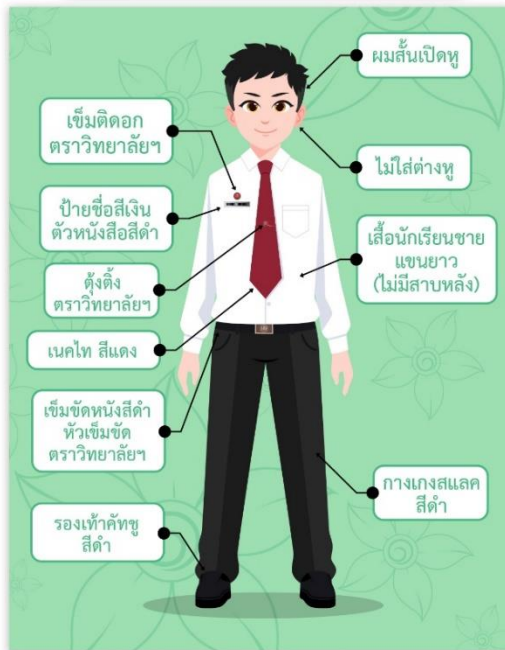 ผมสั้นเปิดหู
เข็มติดอก
ตราวิทยาลัยฯ
ไม่ใส่ต่างหู
ป้ายชื่อสีเงิน
ตัวหนังสือสีดำ
เสื้อนักเรียนชาย
แขนยาว
(ไม่มีสาบหลัง)
ตุ้งติ้ง
ตราวิทยาลัยฯ
เนคไท สีแดง
เข็มขัดหนังสีดำ
หัวเข็มขัด
ตราวิทยาลัยฯ
กางเกงสแลค
สีดำ
รองเท้าคัทชู
สีดำ